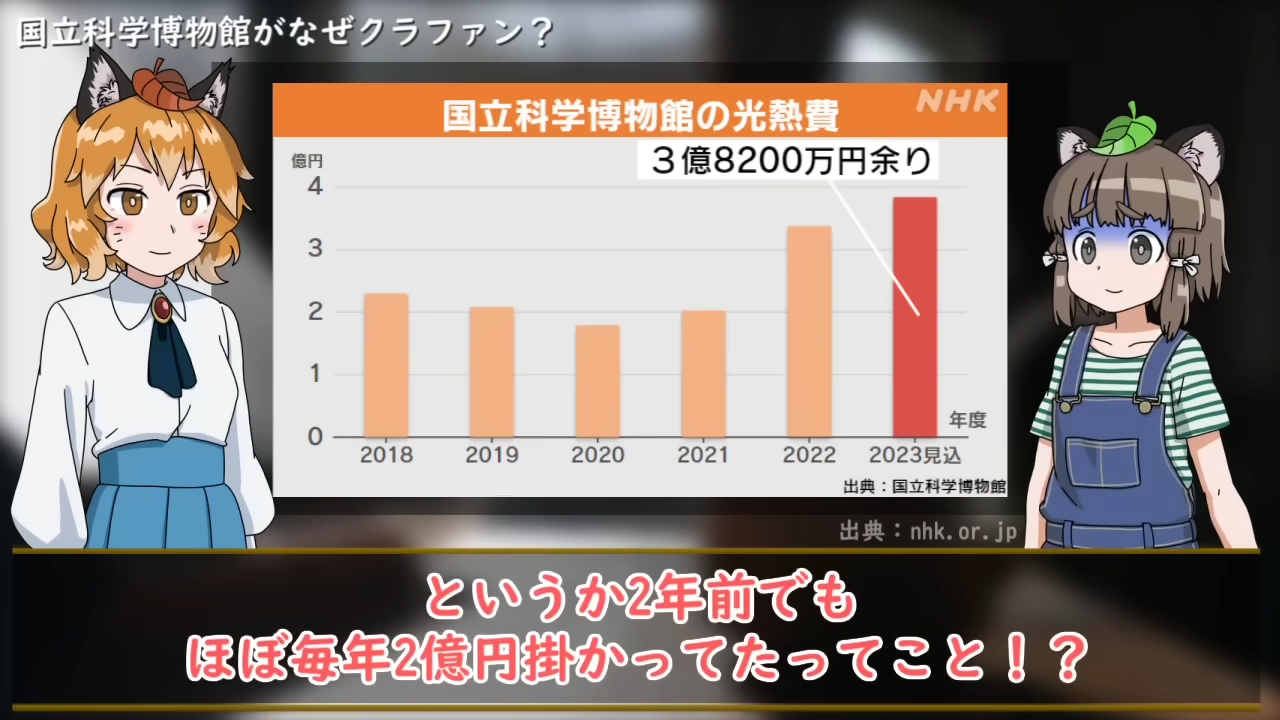 国立科学博物館がなぜクラファン？
国立科学博物館の光熱費
NHK
３億8200万円余り
億円
4
3
2
1
0
年度
2018 2019 2020 2021 2022 2023見込
出典：国立科学博物館
出典：nhk.or.jp
というか2年前でも
ほぼ毎年2億円掛かってたってこと！？